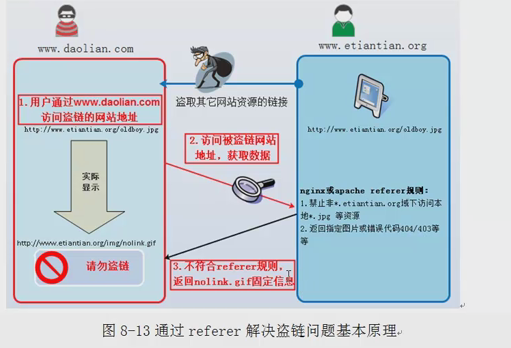 www.daolian.com
www.etiantian.org
盗取其它网站资源的链接
1.用户通过www.daolian.com
访问盗链的网站地址
http://www.etiantian.org/oldboy.jpg
http://www.etiantian.org/oldboy.jpg
2.访问被盗链网站
地址，获取数据
实际
显示
nginx或apache referer规则：
1.禁止非*.etiantian.org域下访问本
地*.jpg 等资源
2.返回指定图片或错误代码404/403等
等
http://www.etiantian.org/img/nolink.gif
请勿盗链
3.不符合referer规则，
返回nolink.gif固定信息
图 8-13 通过 referer 解决盗链问题基本原理